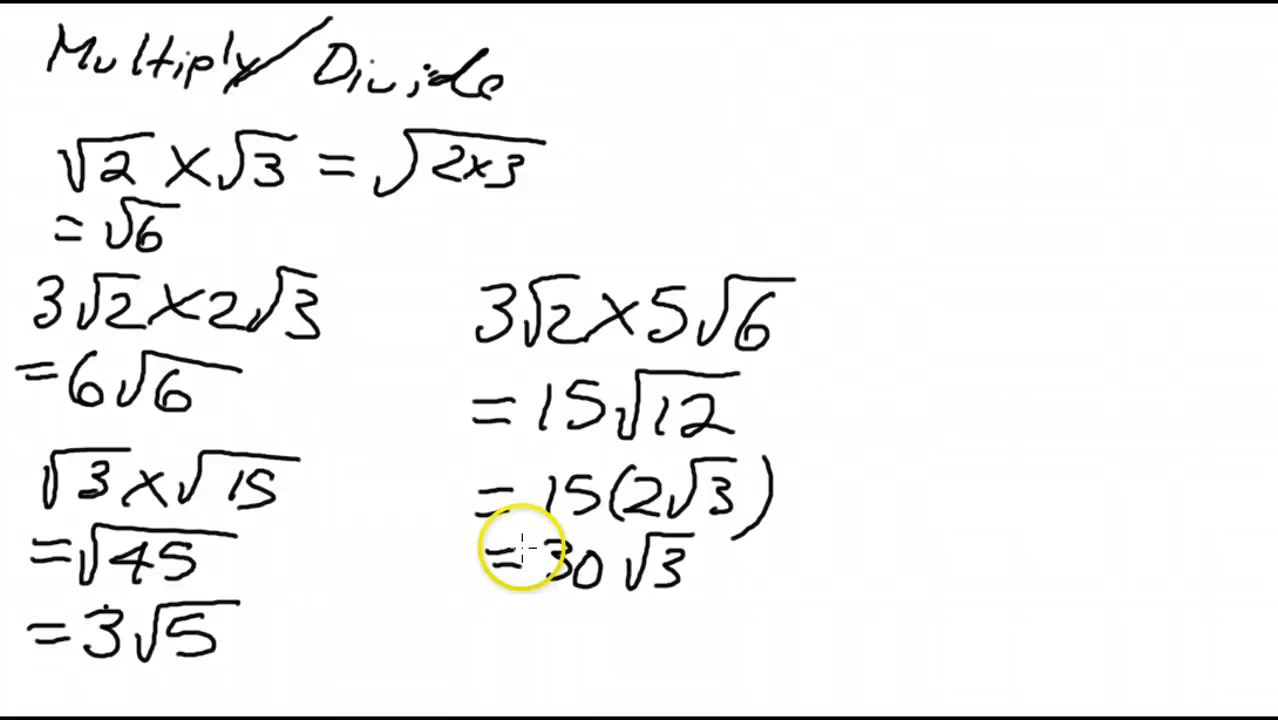 Multiply/Divide
√2 × √3 = √2×3
= √6
3√2 × 2√3
= 6√6
√3 × √15
= √45
= 3√5
3√2 × 5√6
= 15√12
= 15(2√3)
= 30√3